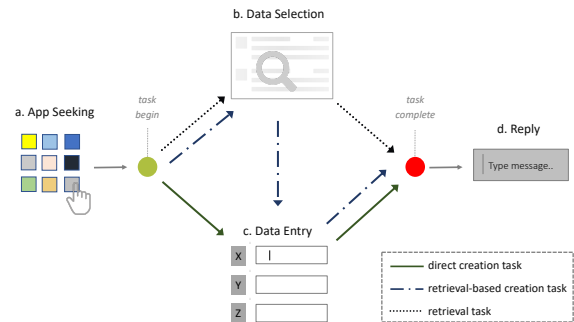 b. Data Selection
task
begin
task
complete
a. App Seeking
d. Reply
Type message..
c. Data Entry
X
Y
Z
direct creation task
retrieval-based creation task
retrieval task